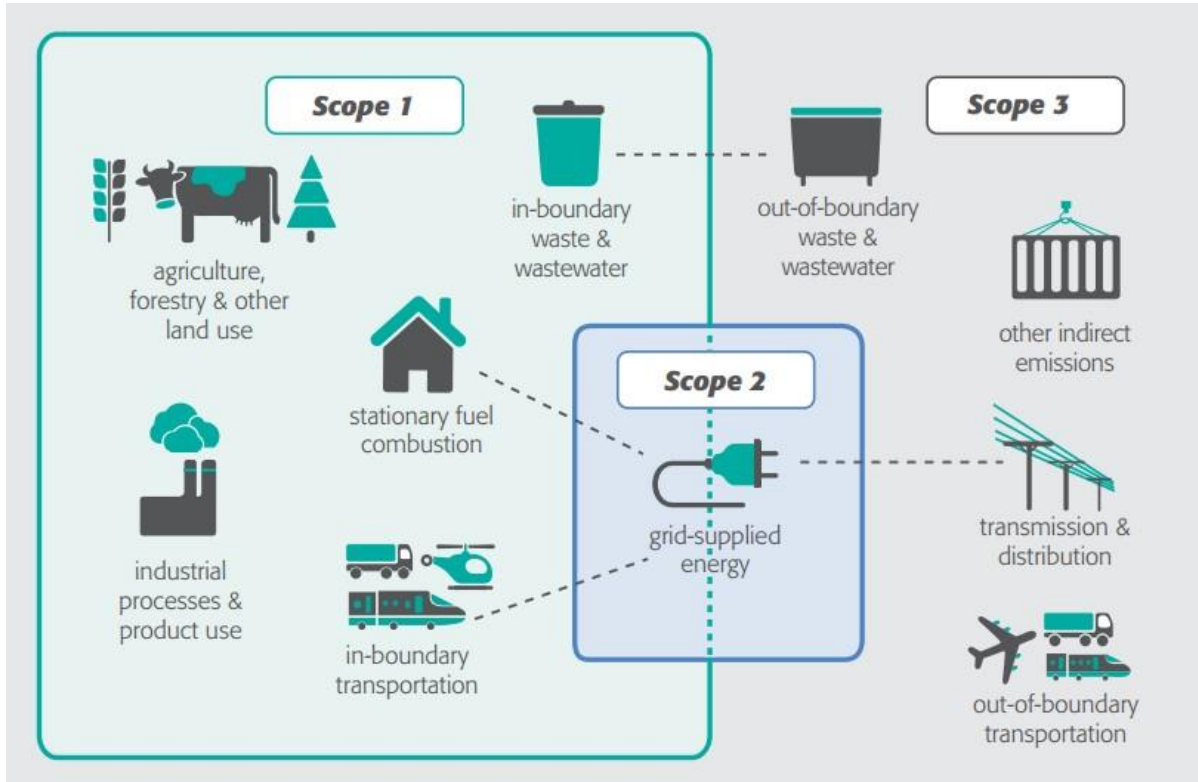 Scope 1
Scope 3
in-boundary
waste &
wastewater
out-of-boundary
waste &
wastewater
agriculture,
forestry & other
land use
other indirect
emissions
Scope 2
stationary fuel
combustion
grid-supplied
energy
transmission &
distribution
industrial
processes &
product use
in-boundary
transportation
out-of-boundary
transportation